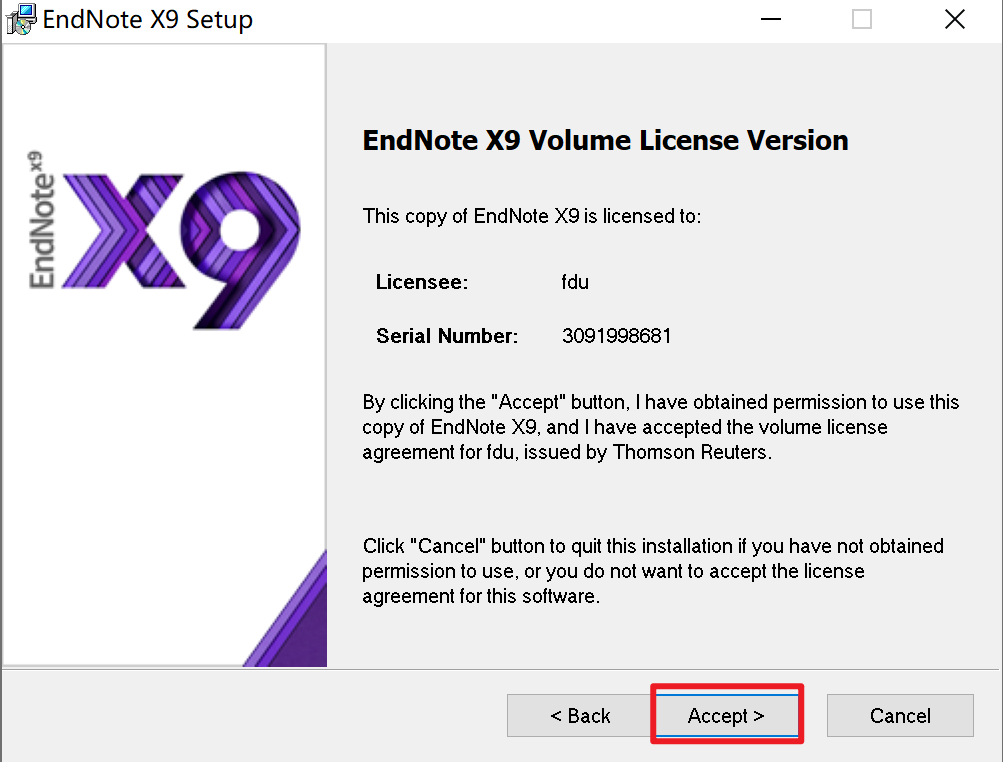 EndNote X9 Setup
EndNote X9
X9
EndNote X9 Volume License Version
This copy of EndNote X9 is licensed to:
Licensee: fdu
Serial Number: 3091998681
By clicking the "Accept" button, I have obtained permission to use this
copy of EndNote X9, and I have accepted the volume license
agreement for fdu, issued by Thomson Reuters.
Click "Cancel" button to quit this installation if you have not obtained
permission to use, or you do not want to accept the license
agreement for this software.
< Back Accept > Cancel